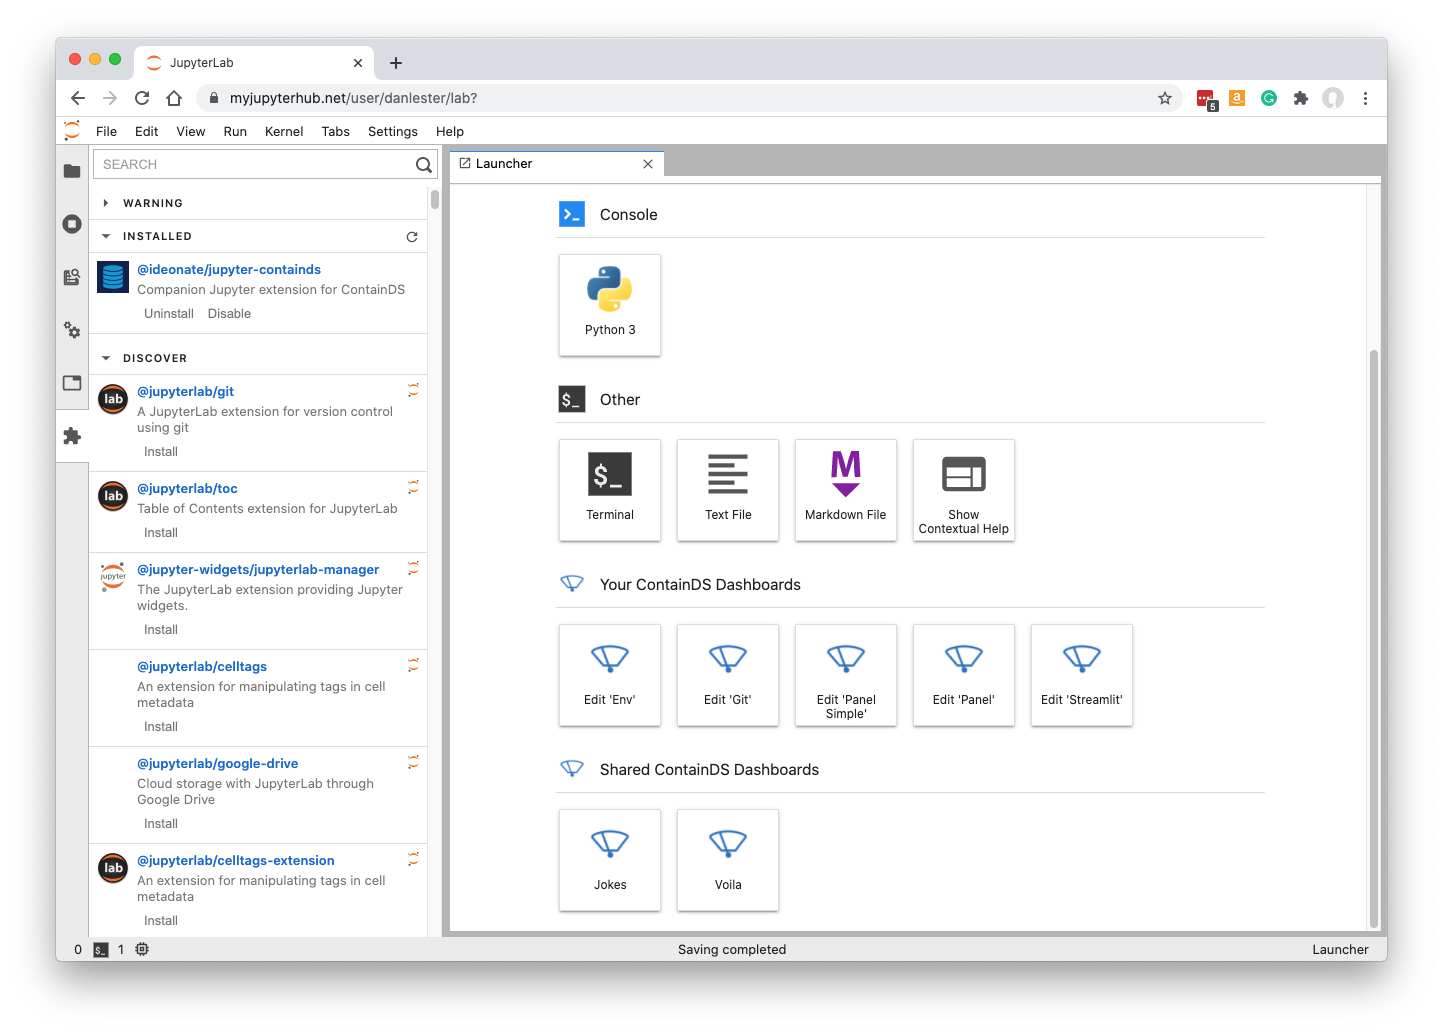 JupyterLab
myjupyterhub.net/user/danlester/lab?
5
File Edit View Run Kernel Tabs Settings Help
SEARCH
WARNING
INSTALLED
@ideonate/jupyter-containds
Companion Jupyter extension for ContainDS
Uninstall Disable
DISCOVER
lab
@jupyterlab/git
A JupyterLab extension for version control
using git
Install
lab
@jupyterlab/toc
Table of Contents extension for JupyterLab
Install
jupyter
@jupyter-widgets/jupyterlab-manager
The JupyterLab extension providing Jupyter
widgets.
Install
@jupyterlab/celltags
An extension for manipulating tags in cell
metadata
Install
@jupyterlab/google-drive
Cloud storage with JupyterLab through
Google Drive
Install
lab
@jupyterlab/celltags-extension
An extension for manipulating tags in cell
metadata
Install
Launcher
Console
Python 3
$_ Other
$_
Terminal
Text File
M
Markdown File
Show
Contextual Help
Your ContainDS Dashboards
Edit 'Env'
Edit 'Git'
Edit 'Panel
Simple'
Edit 'Panel'
Edit 'Streamlit'
Shared ContainDS Dashboards
Jokes
Voila
0 $_ 1
Saving completed
Launcher